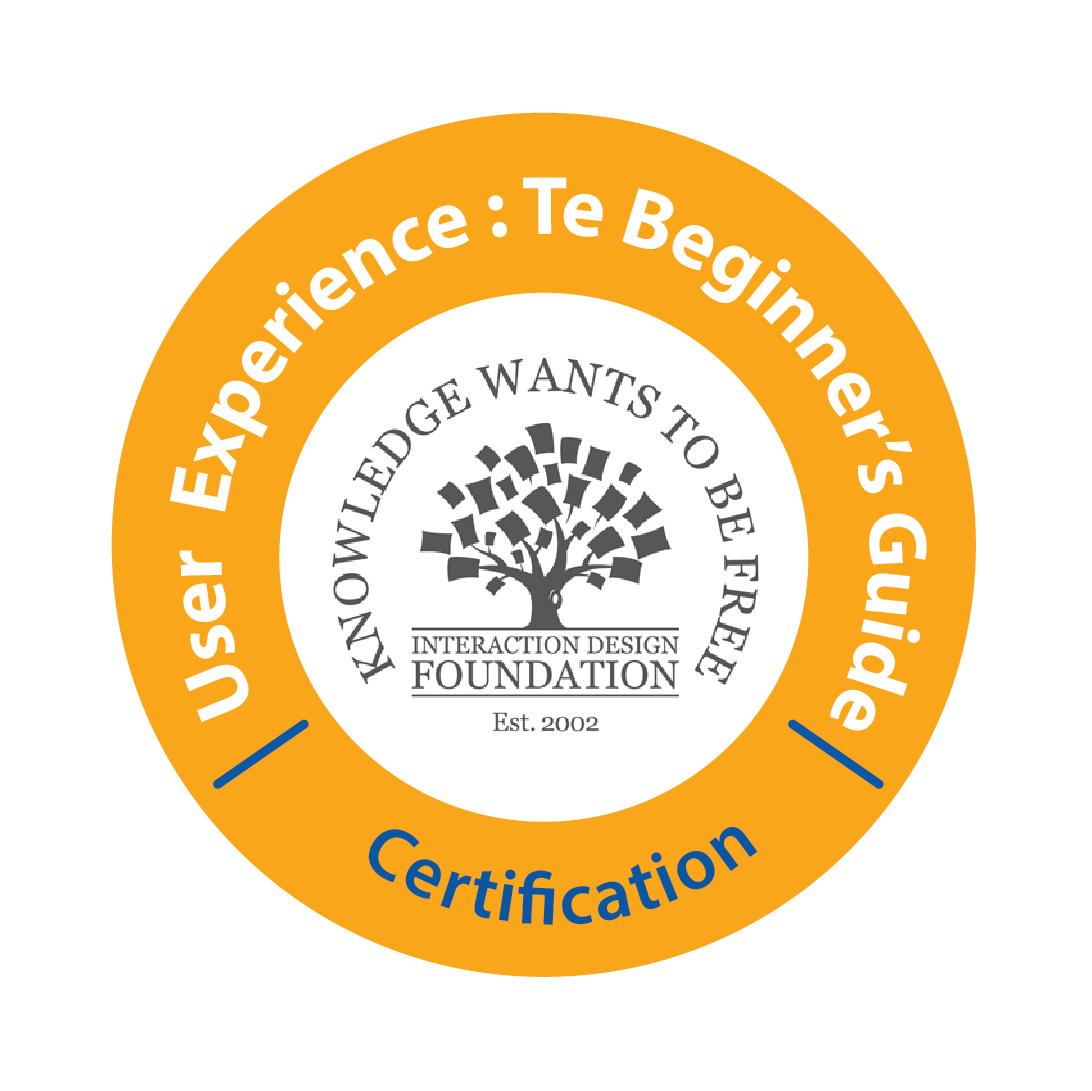 User Experience : Te Beginner's Guide
KNOWLEDGE WANTS TO BE FREE
INTERACTION DESIGN
FOUNDATION
Est. 2002
Certification